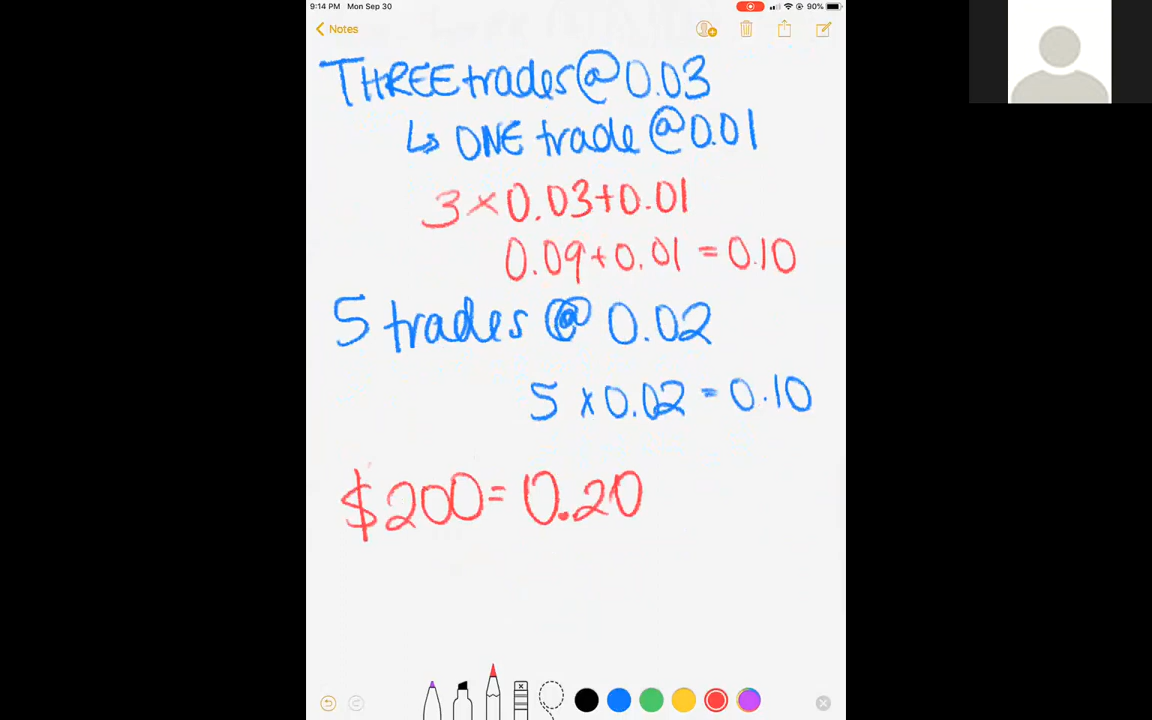 9:14 PM Mon Sep 30
90%
Notes
THREE trades @ 0.03
↳ ONE trade @ 0.01
3 × 0.03 + 0.01
0.09 + 0.01 = 0.10
5 trades @ 0.02
5 × 0.02 = 0.10
$200 = 0.20